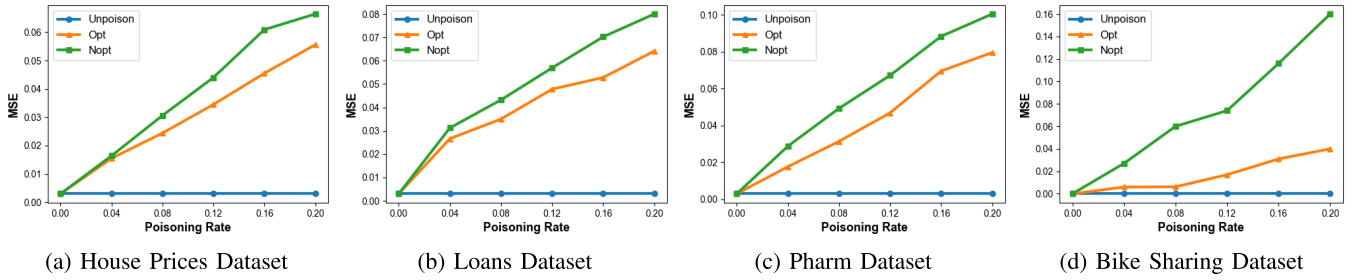 Unpoison
Opt
Nopt
MSE
0.06
0.05
0.04
0.03
0.02
0.01
0.00
0.00 0.04 0.08 0.12 0.16 0.20
Poisoning Rate
(a) House Prices Dataset
Unpoison
Opt
Nopt
MSE
0.08
0.07
0.06
0.05
0.04
0.03
0.02
0.01
0.00
0.00 0.04 0.08 0.12 0.16 0.20
Poisoning Rate
(b) Loans Dataset
Unpoison
Opt
Nopt
MSE
0.10
0.08
0.06
0.04
0.02
0.00
0.00 0.04 0.08 0.12 0.16 0.20
Poisoning Rate
(c) Pharm Dataset
Unpoison
Opt
Nopt
MSE
0.16
0.14
0.12
0.10
0.08
0.06
0.04
0.02
0.00
0.00 0.04 0.08 0.12 0.16 0.20
Poisoning Rate
(d) Bike Sharing Dataset